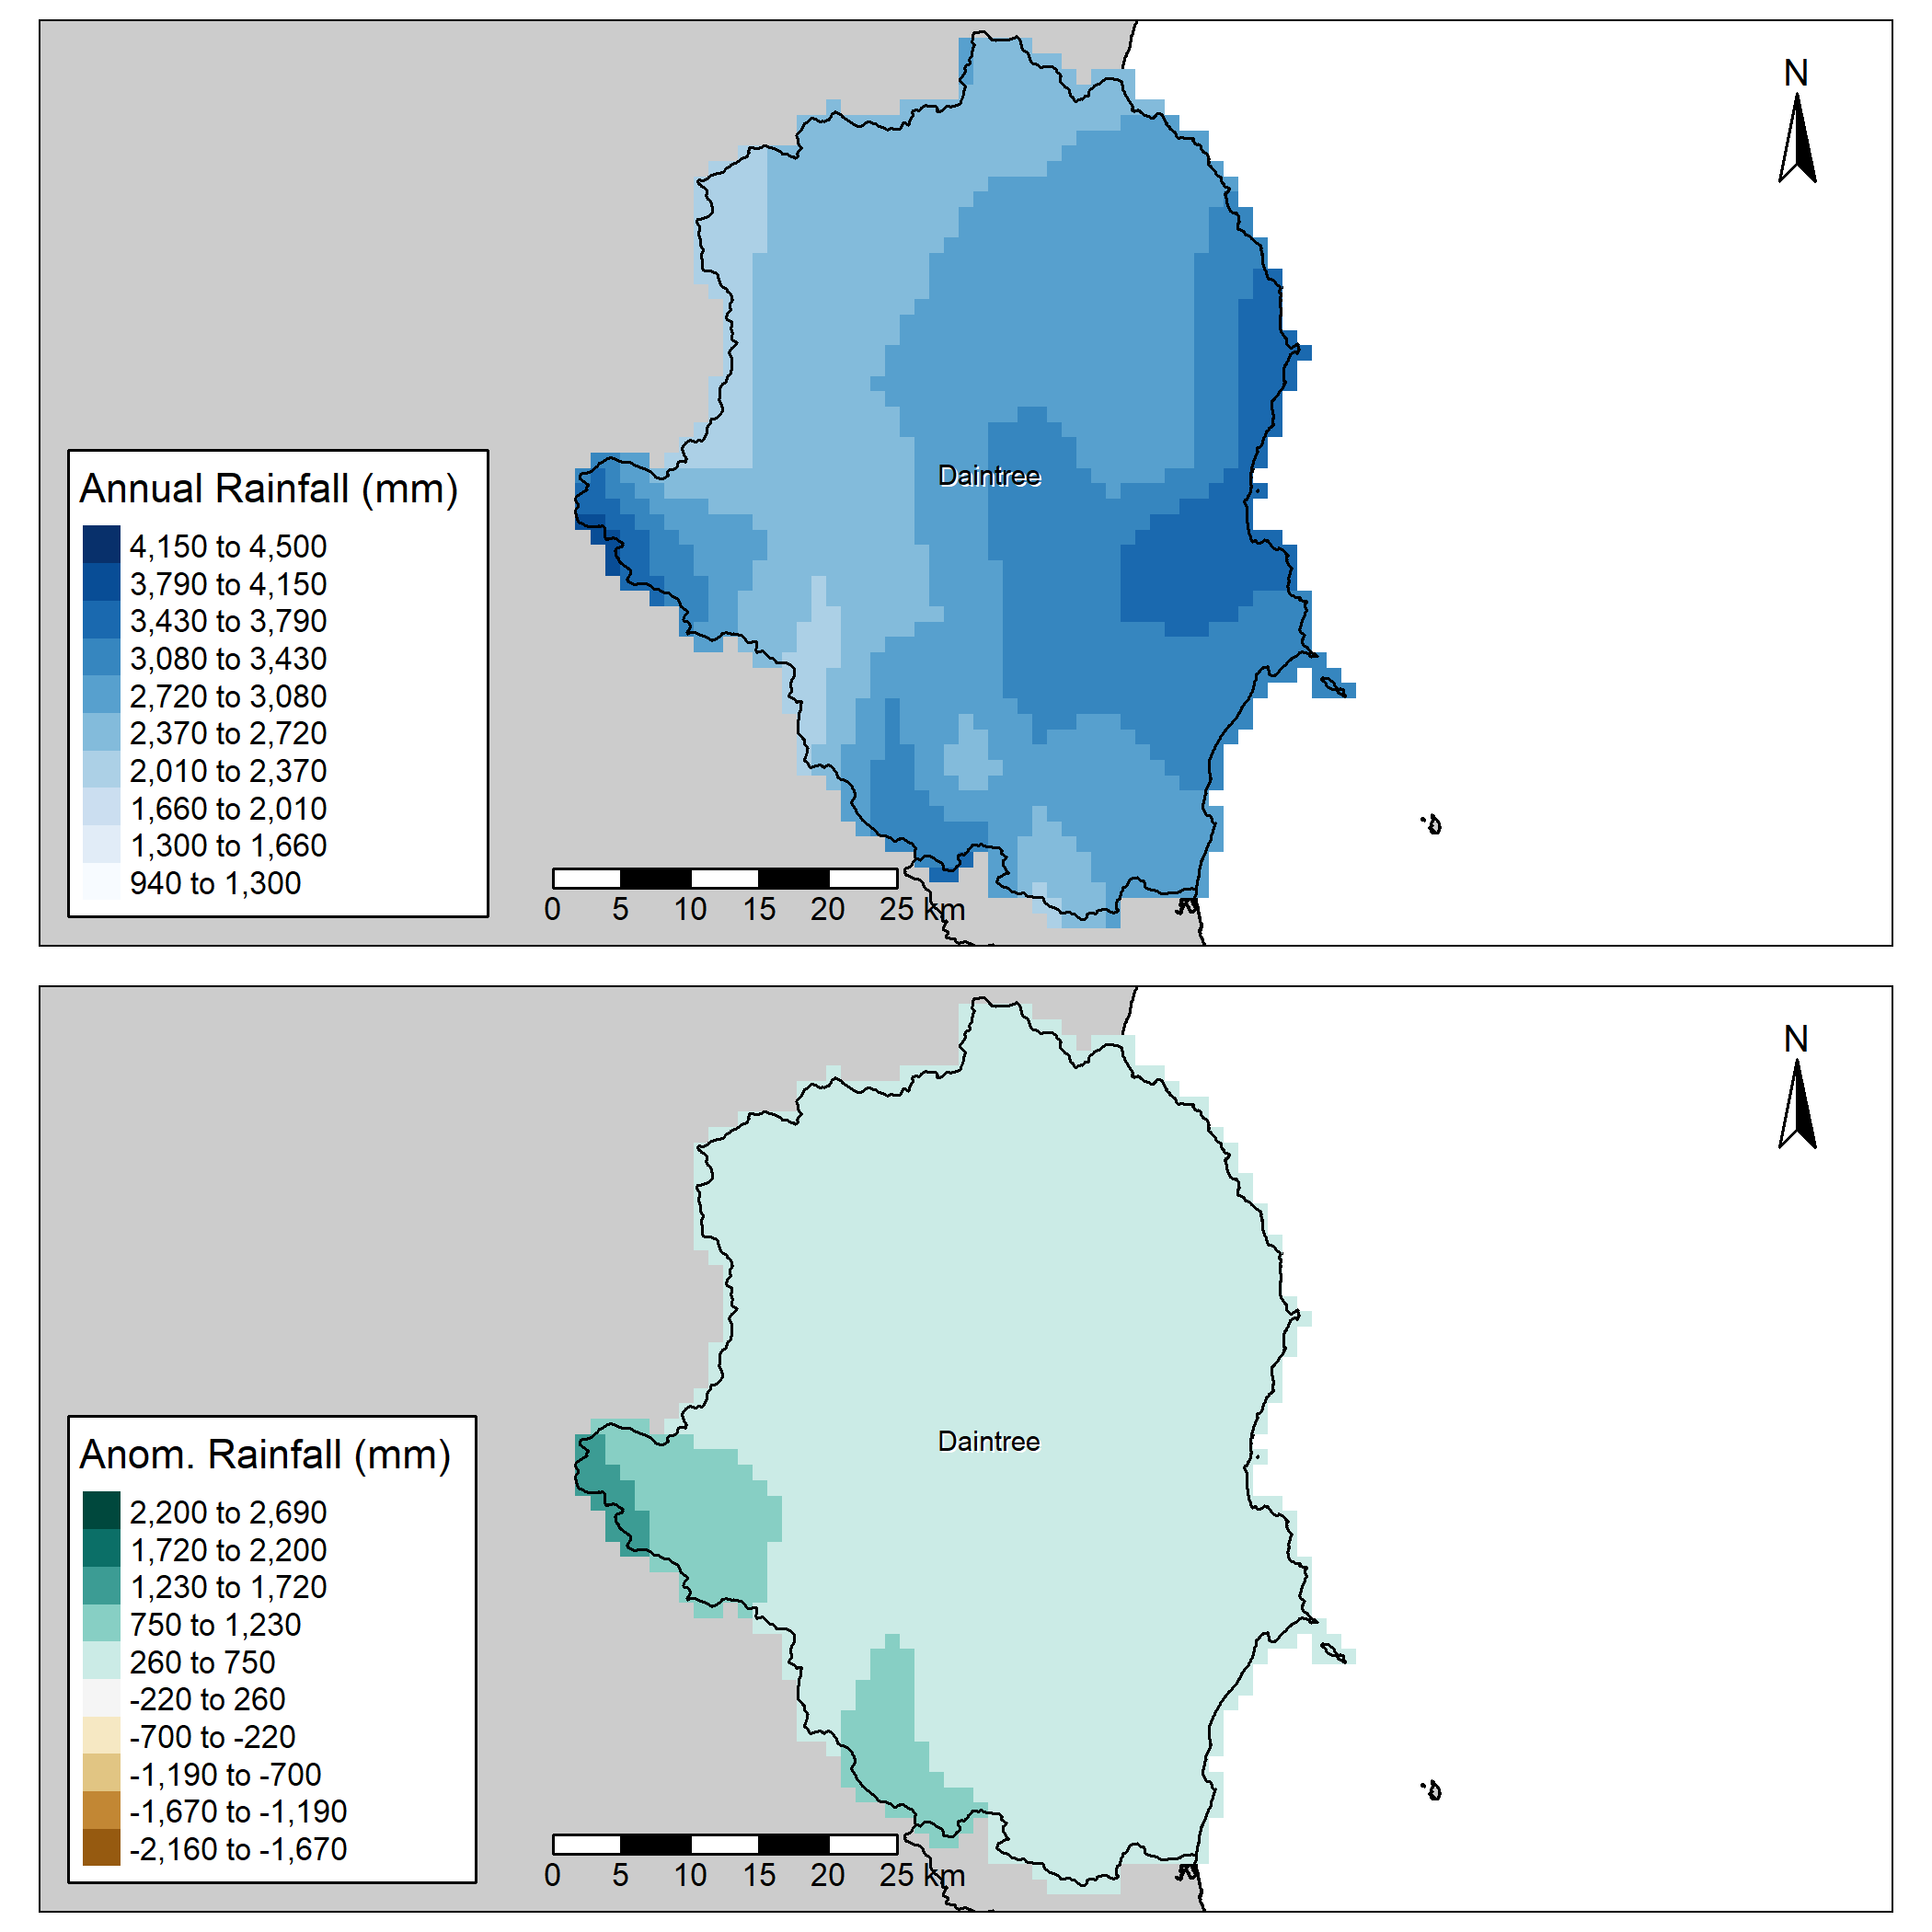 N
Daintree
Annual Rainfall (mm)
4,150 to 4,500
3,790 to 4,150
3,430 to 3,790
3,080 to 3,430
2,720 to 3,080
2,370 to 2,720
2,010 to 2,370
1,660 to 2,010
1,300 to 1,660
940 to 1,300
0 5 10 15 20 25 km
N
Daintree
Anom. Rainfall (mm)
2,200 to 2,690
1,720 to 2,200
1,230 to 1,720
750 to 1,230
260 to 750
-220 to 260
-700 to -220
-1,190 to -700
-1,670 to -1,190
-2,160 to -1,670
0 5 10 15 20 25 km